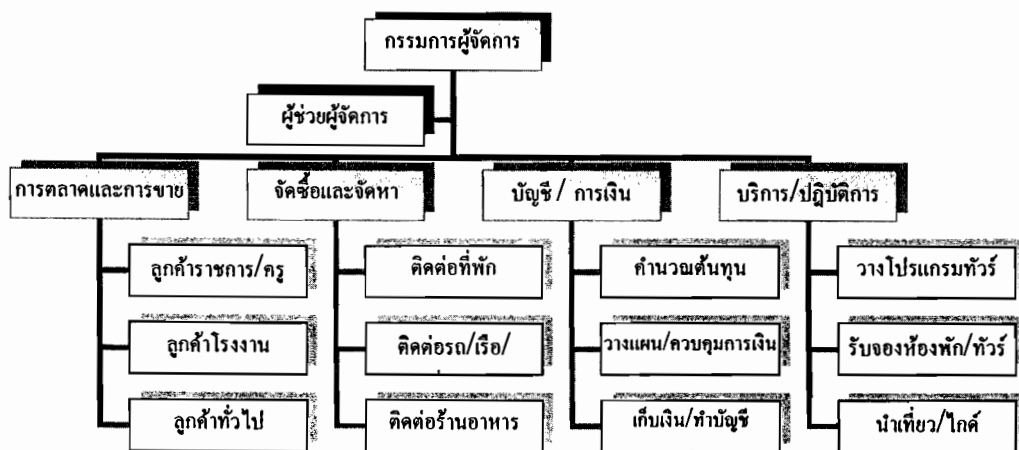 กรรมการผู้จัดการ
ผู้ช่วยผู้จัดการ
การตลาดและการขาย
จัดซื้อและจัดหา
บัญชี / การเงิน
บริการ/ปฎิบัติการ
ลูกค้าราชการ/ครู
ติดต่อที่พัก
คำนวณต้นทุน
วางโปรแกรมทัวร์
ลูกค้าโรงงาน
ติดต่อรถ/เรือ/
วางแผน/ควบคุมการเงิน
รับจองห้องพัก/ทัวร์
ลูกค้าทั่วไป
ติดต่อร้านอาหาร
เก็บเงิน/ทำบัญชี
นำเที่ยว/ไกด์